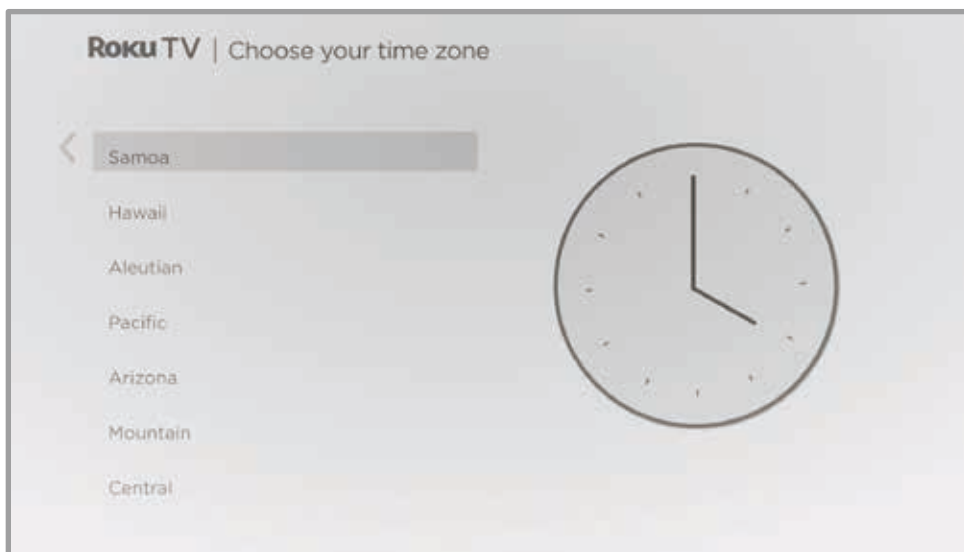 Roku TV | Choose your time zone
Samoa
Hawaii
Aleutian
Pacific
Arizona
Mountain
Central